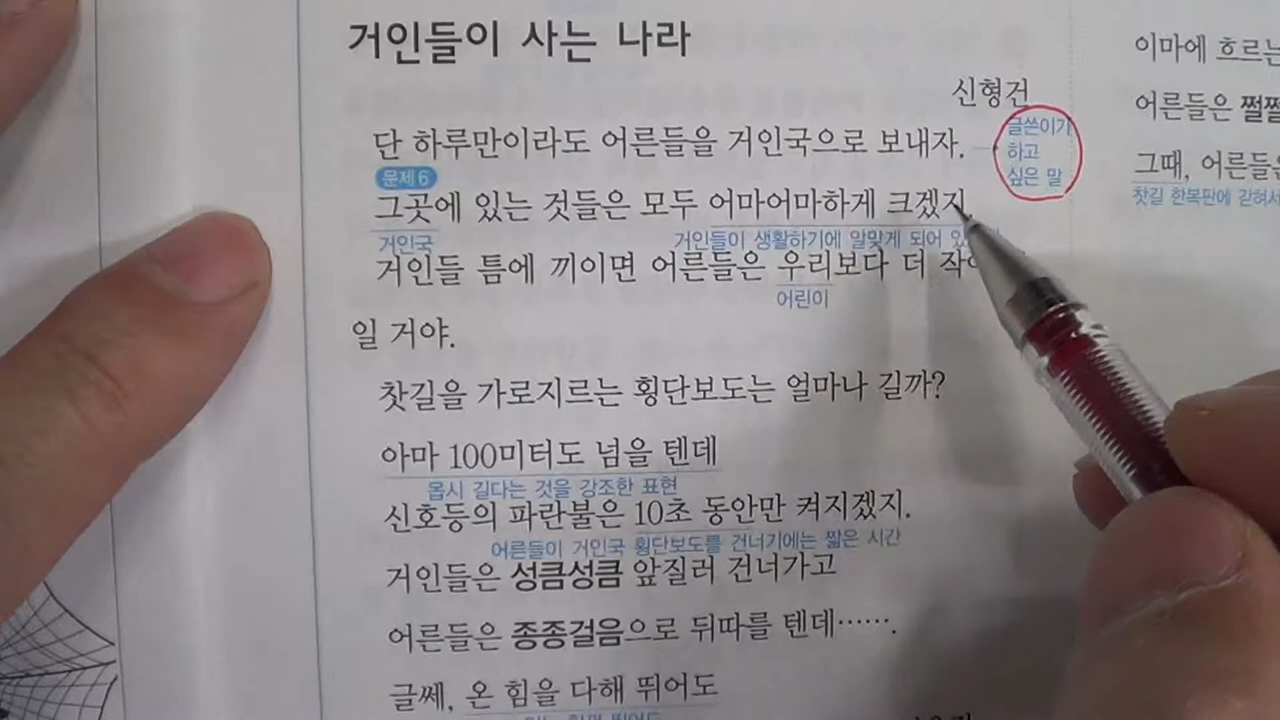 거인들이 사는 나라
신형건
단 하루만이라도 어른들을 거인국으로 보내자.
글쓴이가
하고
싶은 말
문제 6
그곳에 있는 것들은 모두 어마어마하게 크겠지.
거인국
거인들이 생활하기에 알맞게 되어
거인들 틈에 끼이면 어른들은 우리보다 더
어린이
일 거야.
찻길을 가로지르는 횡단보도는 얼마나 길까?
아마 100미터도 넘을 텐데
몹시 길다는 것을 강조한 표현
신호등의 파란불은 10초 동안만 켜지겠지.
어른들이 거인국 횡단보도를 건너기에는 짧은 시간
거인들은 성큼성큼 앞질러 건너가고
어른들은 종종걸음으로 뒤따를 텐데…….
글쎄, 온 힘을 다해 뛰어도
이마에 흐르는
어른들은 쩔쩔
그때, 어른들은
찻길 한복판에 갇혀서